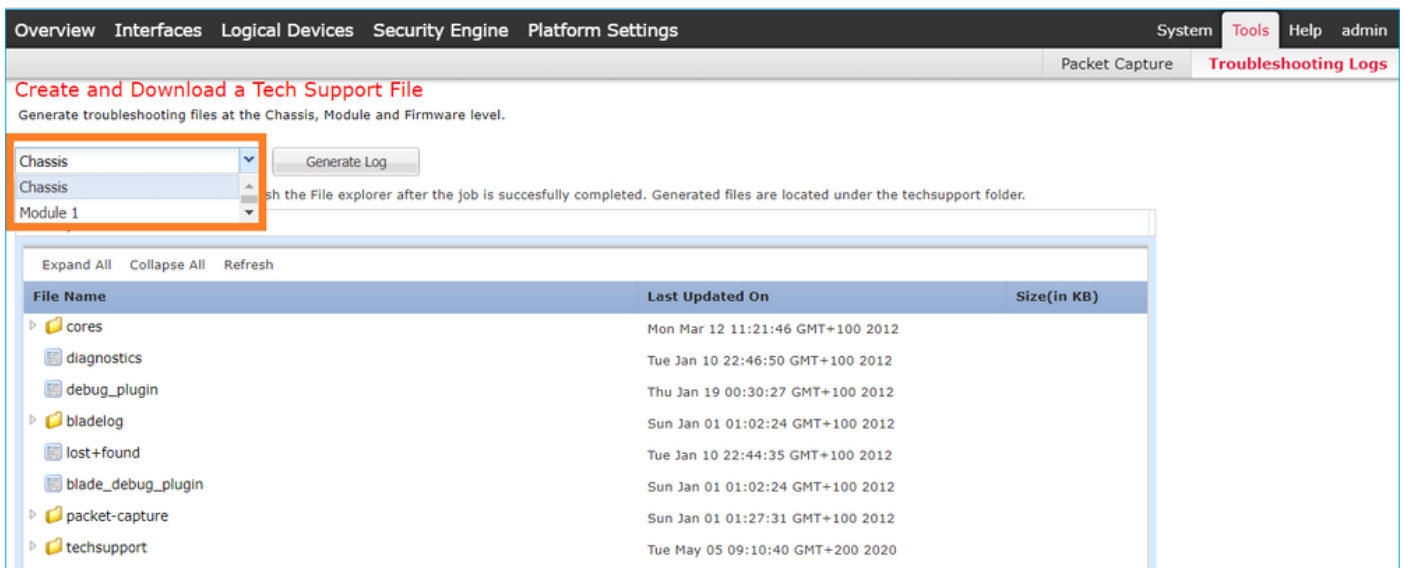 Overview Interfaces Logical Devices Security Engine Platform Settings System Tools Help admin
Packet Capture Troubleshooting Logs
Create and Download a Tech Support File
Generate troubleshooting files at the Chassis, Module and Firmware level.
Chassis Generate Log
Chassis
sh the File explorer after the job is succesfully completed. Generated files are located under the techsupport folder.
Module 1
Expand All Collapse All Refresh
File Name Last Updated On Size(in KB)
cores Mon Mar 12 11:21:46 GMT+100 2012
diagnostics Tue Jan 10 22:46:50 GMT+100 2012
debug_plugin Thu Jan 19 00:30:27 GMT+100 2012
bladelog Sun Jan 01 01:02:24 GMT+100 2012
lost+found Tue Jan 10 22:44:35 GMT+100 2012
blade_debug_plugin Sun Jan 01 01:02:24 GMT+100 2012
packet-capture Sun Jan 01 01:27:31 GMT+100 2012
techsupport Tue May 05 09:10:40 GMT+200 2020